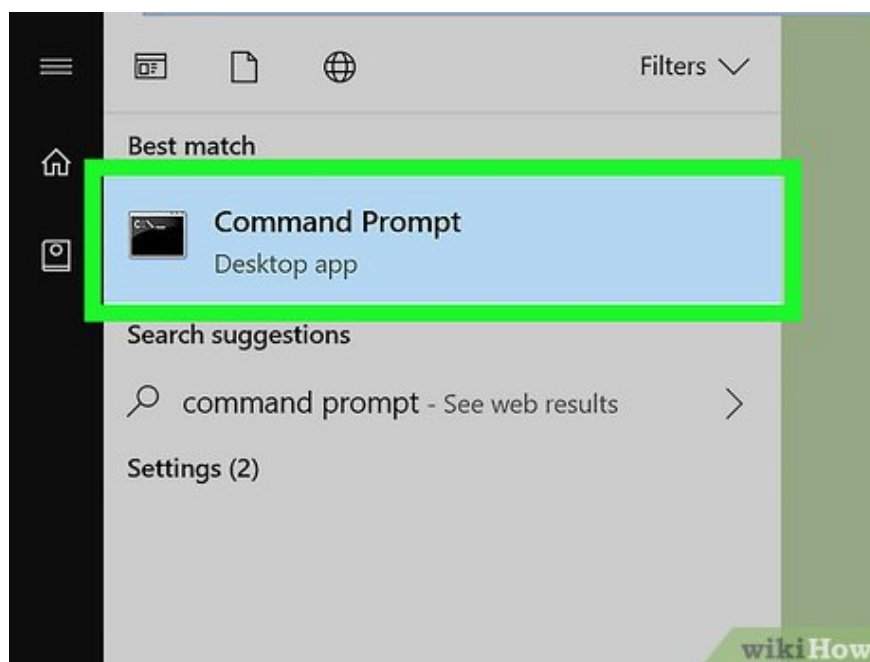 Filters
Best match
Command Prompt
Desktop app
Search suggestions
command prompt - See web results
Settings (2)
wikiHow